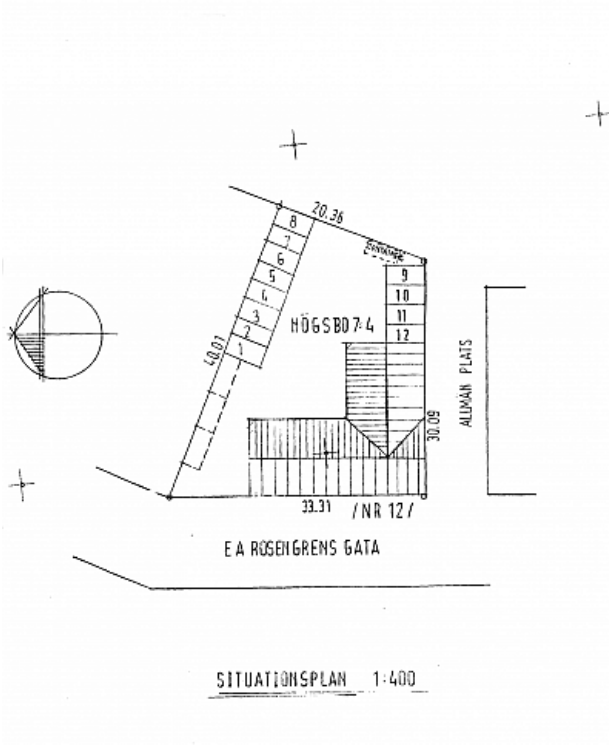 20.36
8
7
6
5
4
3
2
1
CONTAINER
9
10
11
12
HÖGSBO 7:4
40.01
30.09
ALLMÄN PLATS
33.31 /NR 12/
E A ROSENGRENS GATA
SITUATIONSPLAN 1:400